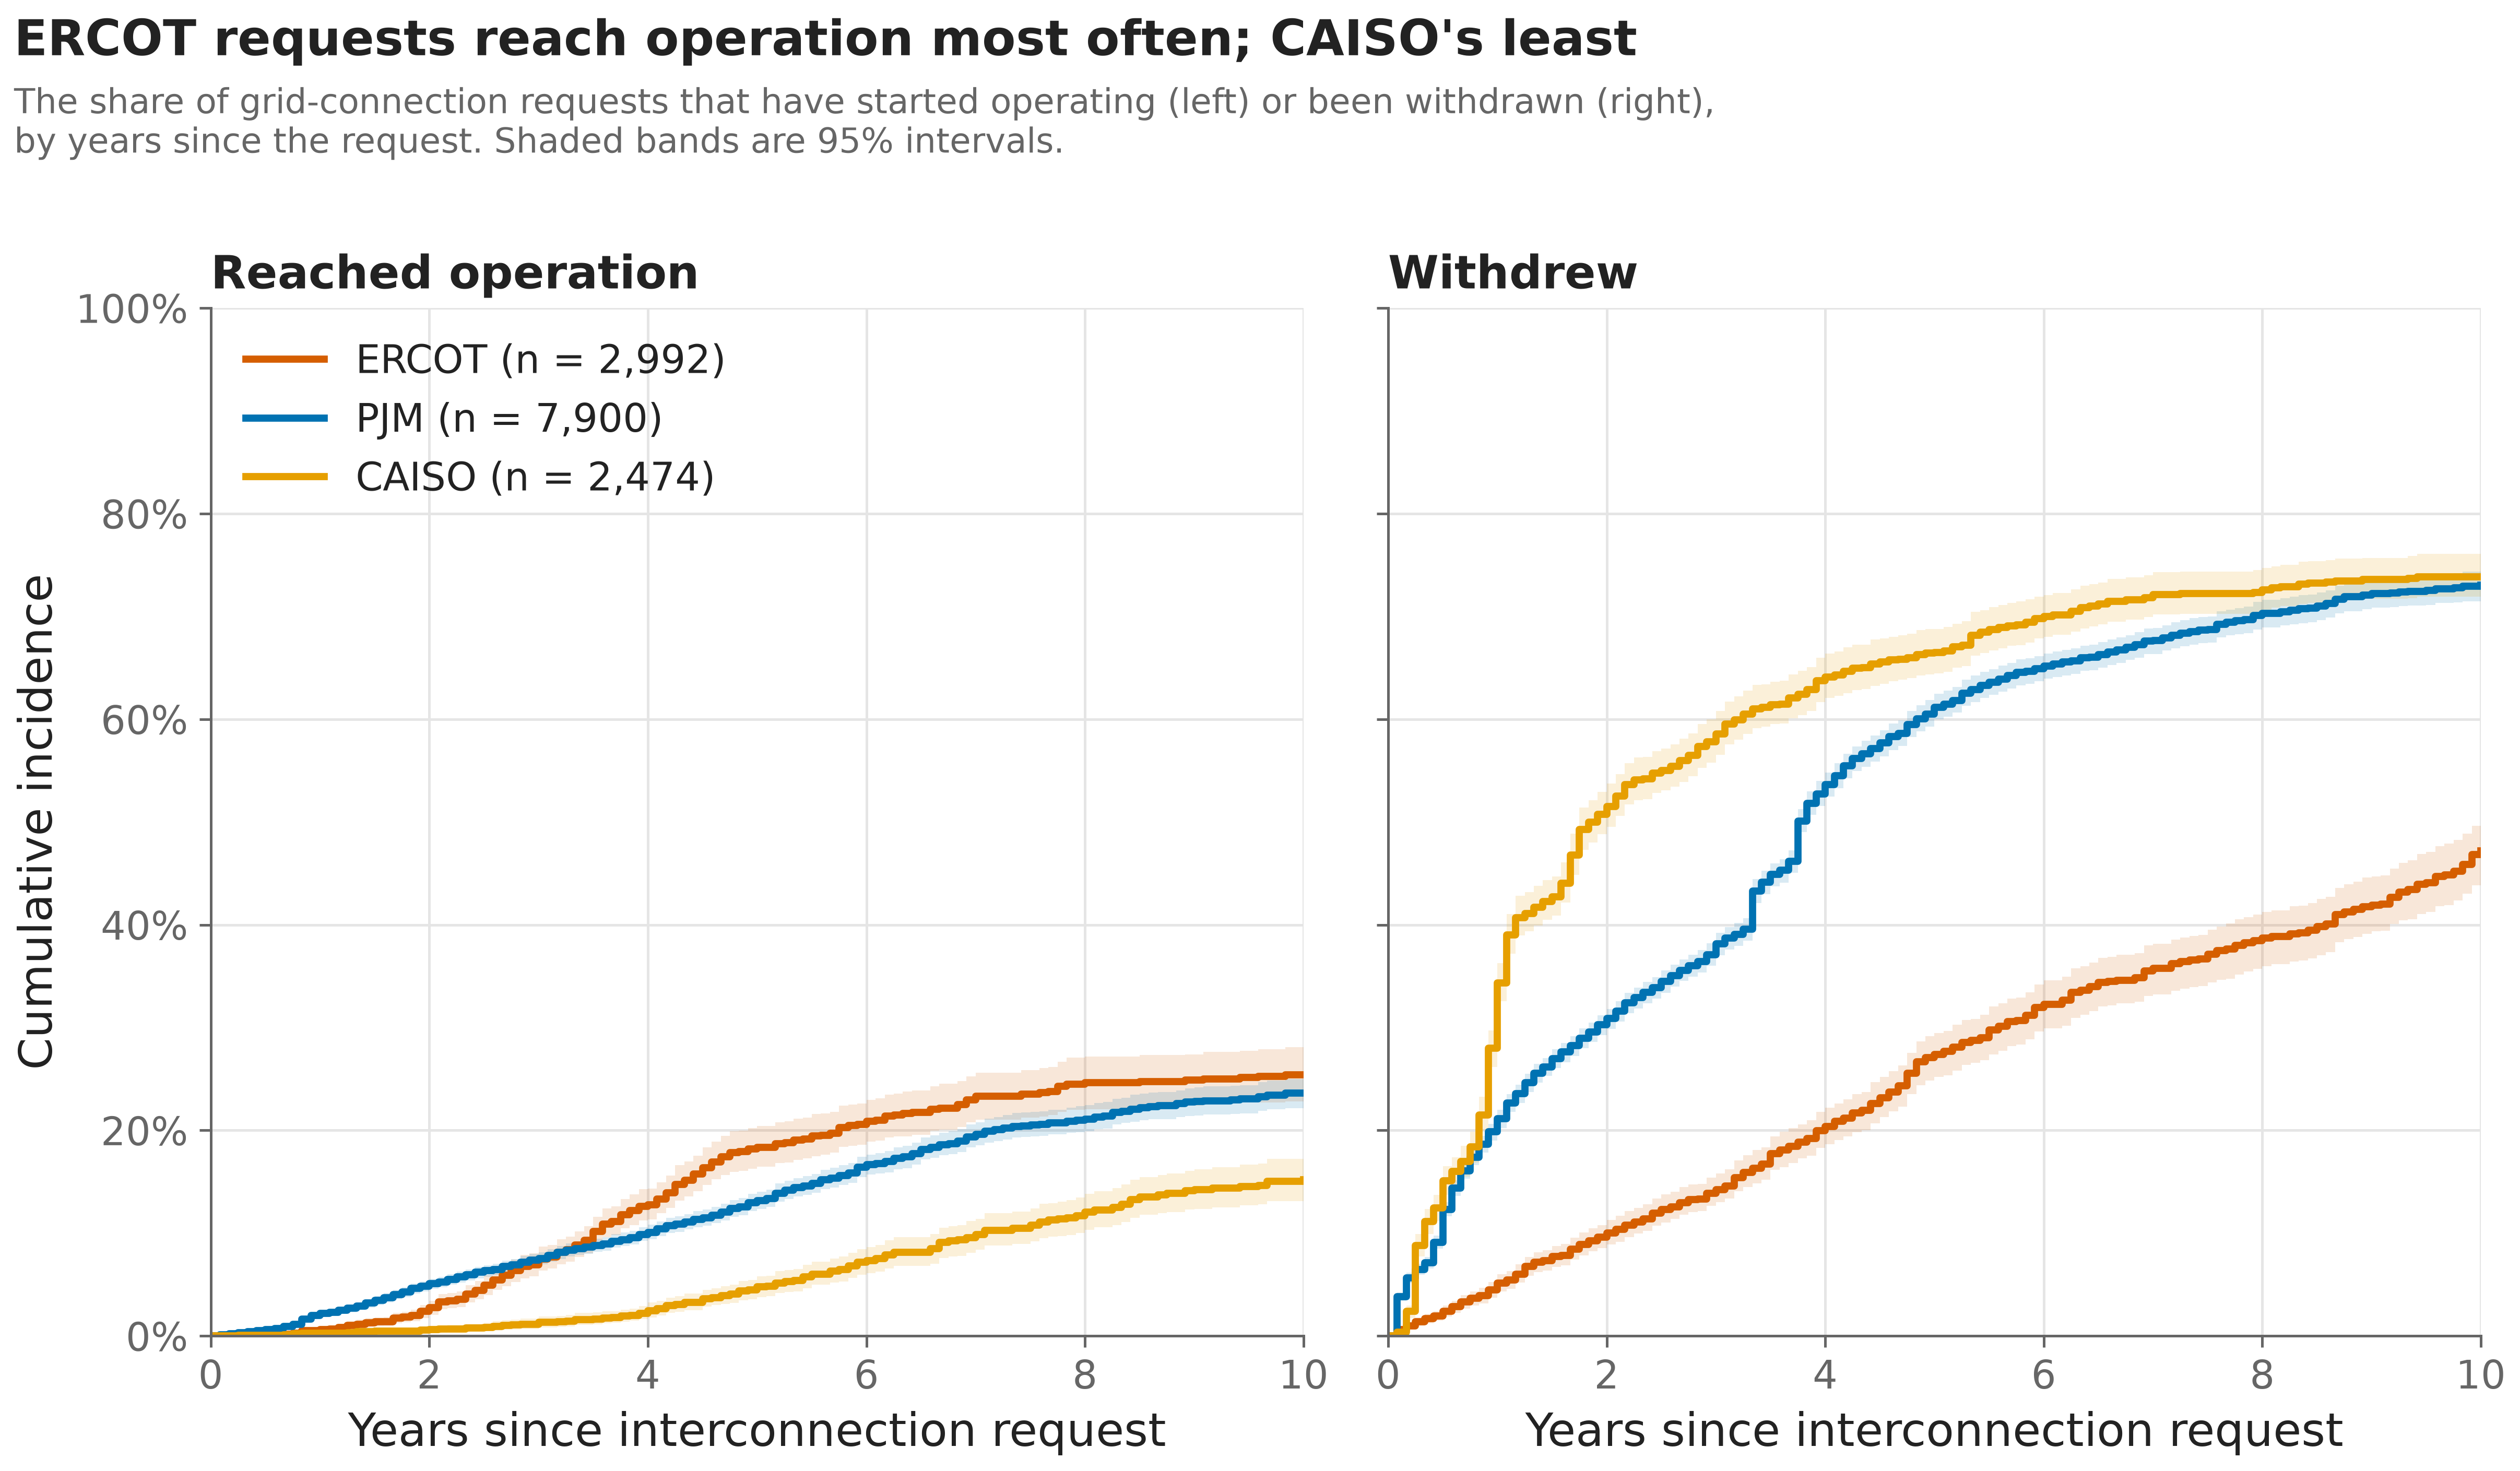 ERCOT requests reach operation most often; CAISO's least
The share of grid-connection requests that have started operating (left) or been withdrawn (right),
by years since the request. Shaded bands are 95% intervals.
Reached operation
Withdrew
Cumulative incidence
100%
80%
60%
40%
20%
0%
ERCOT (n = 2,992)
PJM (n = 7,900)
CAISO (n = 2,474)
0 2 4 6 8 10
0 2 4 6 8 10
Years since interconnection request
Years since interconnection request